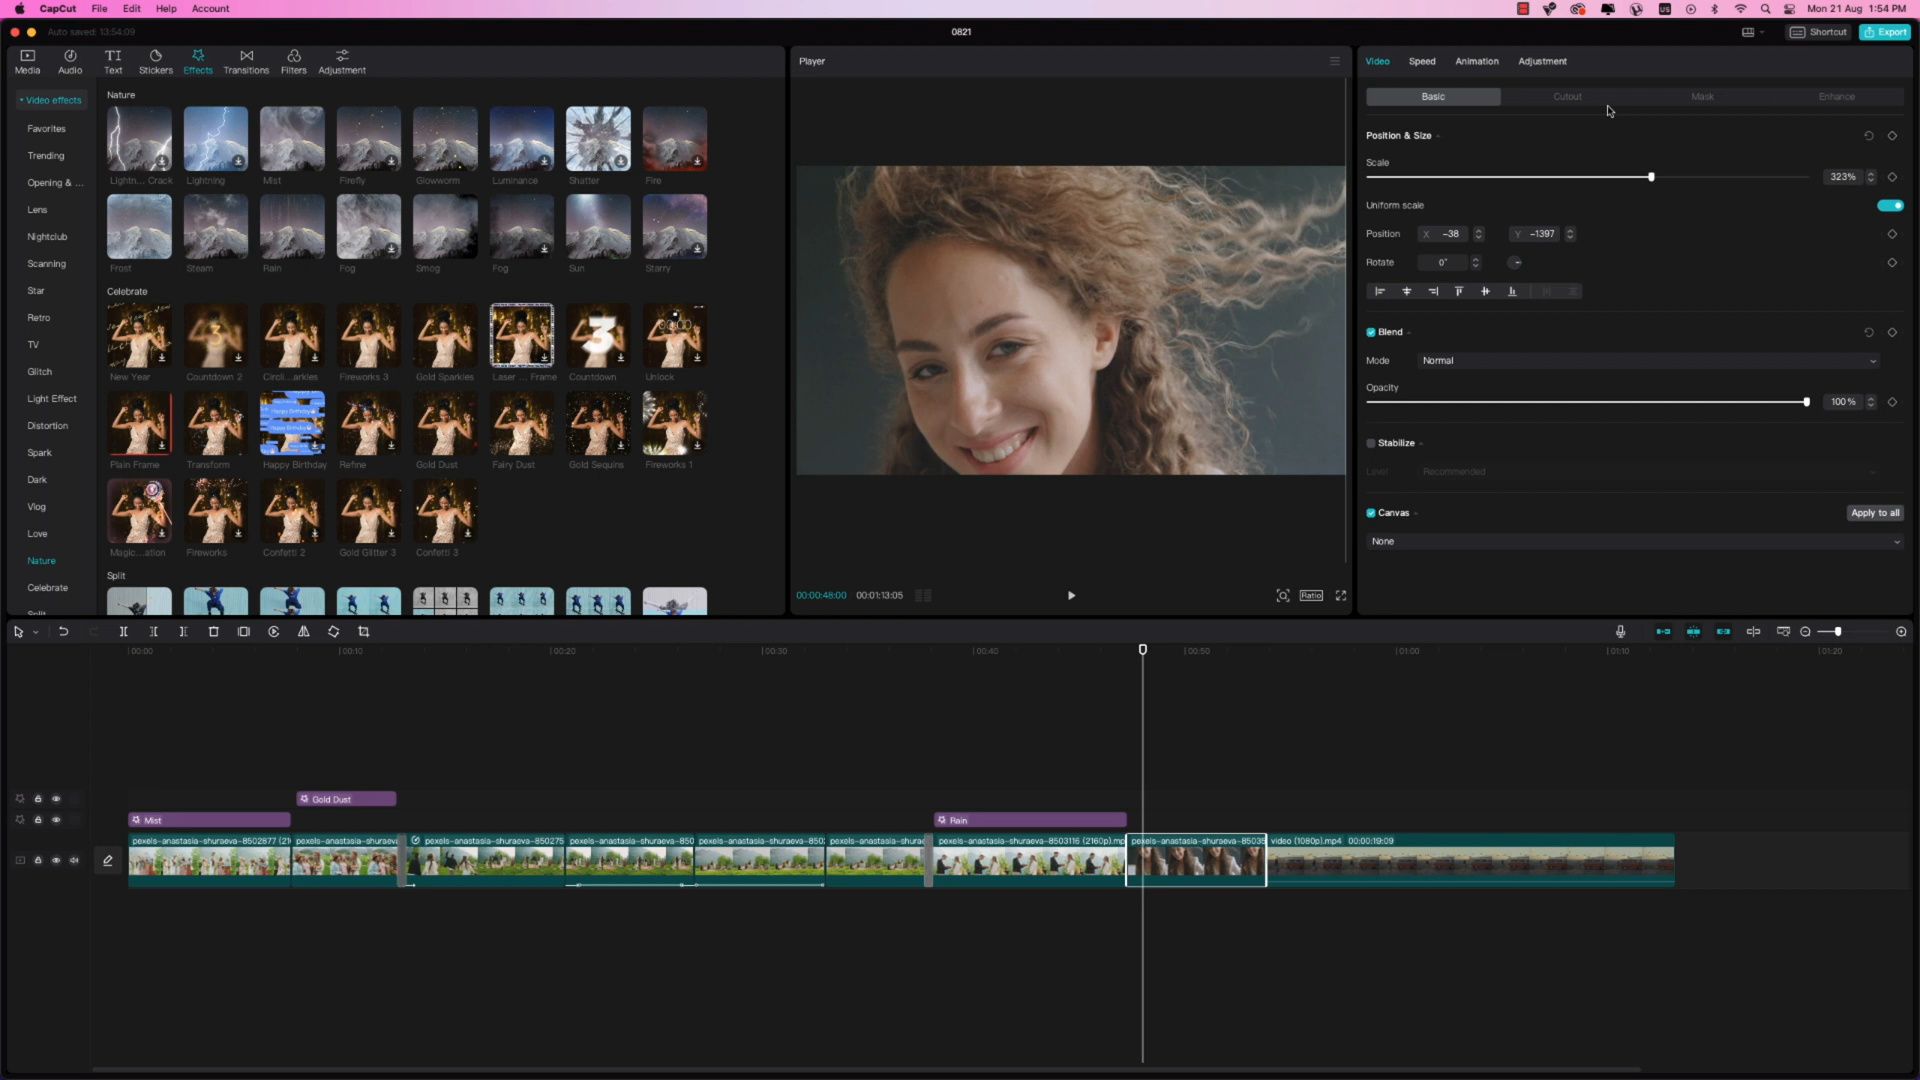 CapCut File Edit Help Account
Mon 21 Aug 1:54 PM
Auto saved: 13:54:09
0821
Shortcut
Export
Media Audio Text Stickers Effects Transitions Filters Adjustment
Video effects
Favorites
Trending
Opening & ...
Lens
Nightclub
Scanning
Star
Retro
TV
Glitch
Light Effect
Distortion
Spark
Dark
Vlog
Love
Nature
Celebrate
Split
Nature
Lightn... Crack Lightning Mist Firefly Glowworm Luminance Shatter Fire
Frost Steam Rain Fog Smog Fog Sun Starry
Celebrate
New Year Countdown 2 Circli...arkles Fireworks 3 Gold Sparkles Laser ... Frame Countdown Unlock
Plain Frame Transform Happy Birthday Refine Gold Dust Fairy Dust Gold Sequins Fireworks 1
Magic...ation Fireworks Confetti 2 Gold Glitter 3 Confetti 3
Split
Player
00:00:48:00 00:01:13:05
Ratio
Video Speed Animation Adjustment
Basic Cutout Mask Enhance
Position & Size
Scale
323%
Uniform scale
Position X -38 Y -1397
Rotate 0°
Blend
Mode Normal
Opacity
100%
Stabilize
Level Recommended
Canvas
Apply to all
None
00:00 00:10 00:20 00:30 00:40 00:50 01:00 01:10 01:20
Gold Dust
Mist
Rain
pexels-anastasia-shuraeva-8502877 (21 pexels-anastasia-shuraeva pexels-anastasia-shuraeva-850275 pexels-anastasia-shuraeva-850 pexels-anastasia-shuraeva-850 pexels-anastasia-shurae pexels-anastasia-shuraeva-8503116 (2160p).mp pexels-anastasia-shuraeva-85035 video (1080p).mp4 00:00:19:09